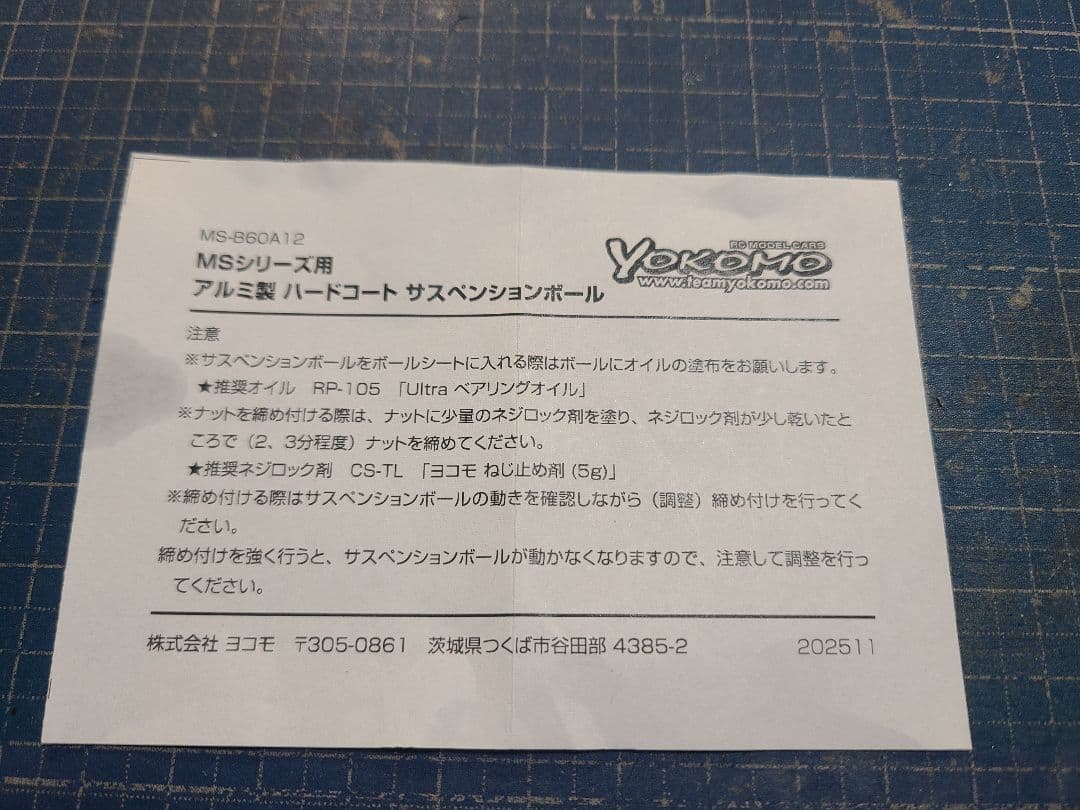 MS-B60A12
MSシリーズ用
アルミ製 ハードコート サスペンションボール
RC MODEL CARS
YOKOMO
www.teamyokomo.com
注意
※サスペンションボールをボールシートに入れる際はボールにオイルの塗布をお願いします。
★推奨オイル RP-105 「Ultra ベアリングオイル」
※ナットを締め付ける際は、ナットに少量のネジロック剤を塗り、ネジロック剤が少し乾いたと
ころで（2、3分程度）ナットを締めてください。
★推奨ネジロック剤 CS-TL 「ヨコモ ねじ止め剤 (5g)」
※締め付ける際はサスペンションボールの動きを確認しながら（調整）締め付けを行ってく
ださい。
締め付けを強く行うと、サスペンションボールが動かなくなりますので、注意して調整を行っ
てください。
株式会社 ヨコモ 〒305-0861 茨城県つくば市谷田部 4385-2 202511